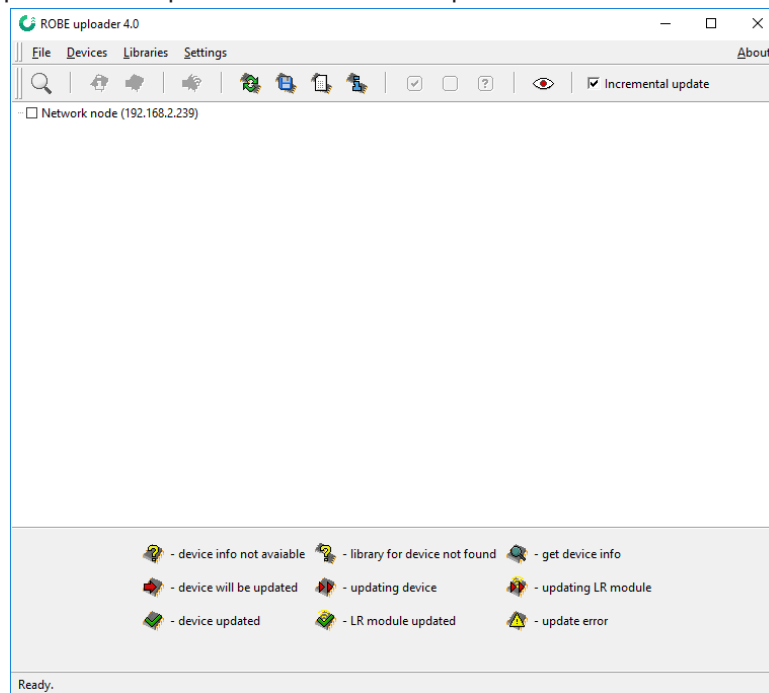 ROBE uploader 4.0
File Devices Libraries Settings About
Incremental update
Network node (192.168.2.239)
- device info not avaiable - library for device not found - get device info
- device will be updated - updating device - updating LR module
- device updated - LR module updated - update error
Ready.